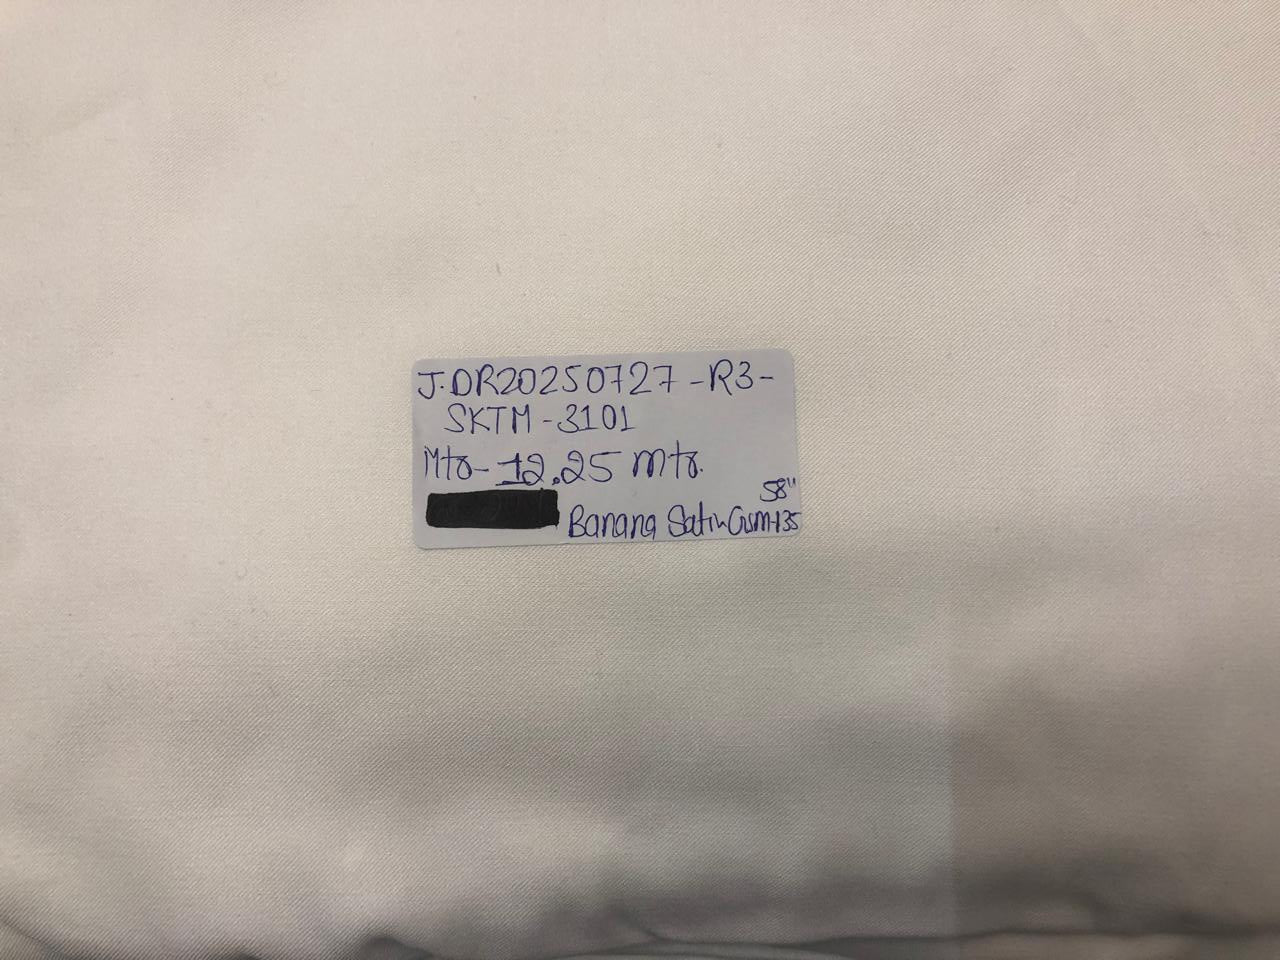 J.DR20250727-R3-
SKTM-3101
Mtr-12.25 mtr.
58"
Banana Satin Gsm-135